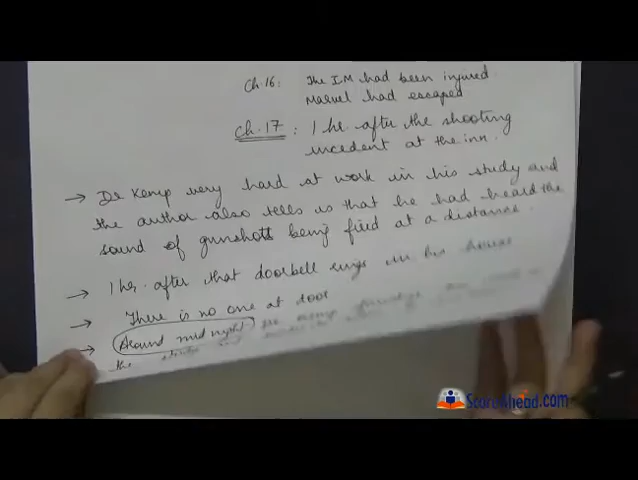 Ch.16: The IM had been injured.
Marvel had escaped
Ch.17: 1 hr. after the shooting
incedent at the inn.
→ Dr Kemp very hard at work in his study and
the author also tells us that he had heard the
sound of gunshots being fired at a distance.
→ 1 hr. after that doorbell rings in his house
→ There is no one at door
→ Around mid night
the
ScoreAhead.com